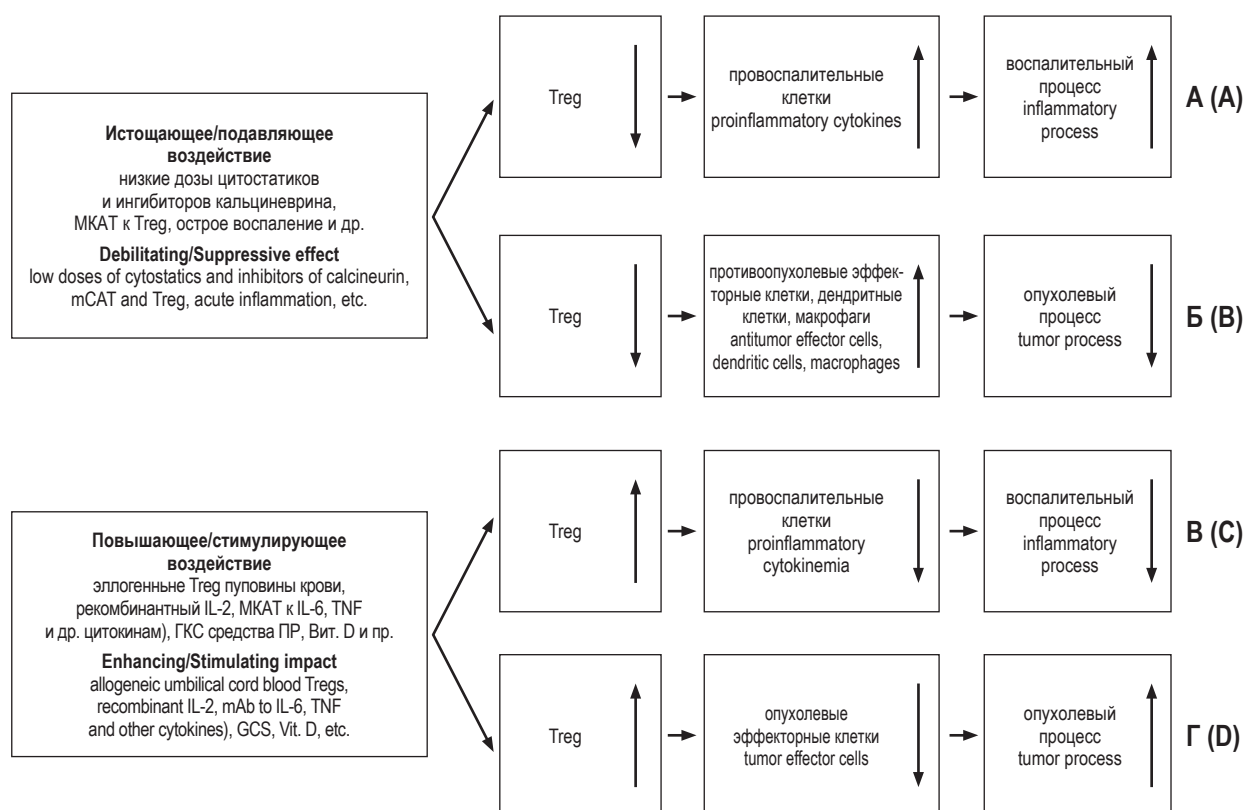 Истощающее/подавляющее
воздействие
низкие дозы цитостатиков
и ингибиторов кальциневрина,
МКАТ к Treg, острое воспаление и др.
Debilitating/Suppressive effect
low doses of cytostatics and inhibitors of calcineurin,
mCAT and Treg, acute inflammation, etc.
Treg
провоспалительные
клетки
proinflammatory cytokines
воспалительный
процесс
inflammatory
process
А (A)
Treg
противоопухолевые эффек-
торные клетки, дендритные
клетки, макрофаги
antitumor effector cells,
dendritic cells, macrophages
опухолевый
процесс
tumor process
Б (B)
Повышающее/стимулирующее
воздействие
эллогенньне Treg пуповины крови,
рекомбинантный IL-2, МКАТ к IL-6, TNF
и др. цитокинам), ГКС средства ПР, Вит. D и пр.
Enhancing/Stimulating impact
allogeneic umbilical cord blood Tregs,
recombinant IL-2, mAb to IL-6, TNF
and other cytokines), GCS, Vit. D, etc.
Treg
провоспалительные
клетки
proinflammatory
cytokinemia
воспалительный
процесс
inflammatory
process
В (C)
Treg
опухолевые
эффекторные клетки
tumor effector cells
опухолевый
процесс
tumor process
Г (D)